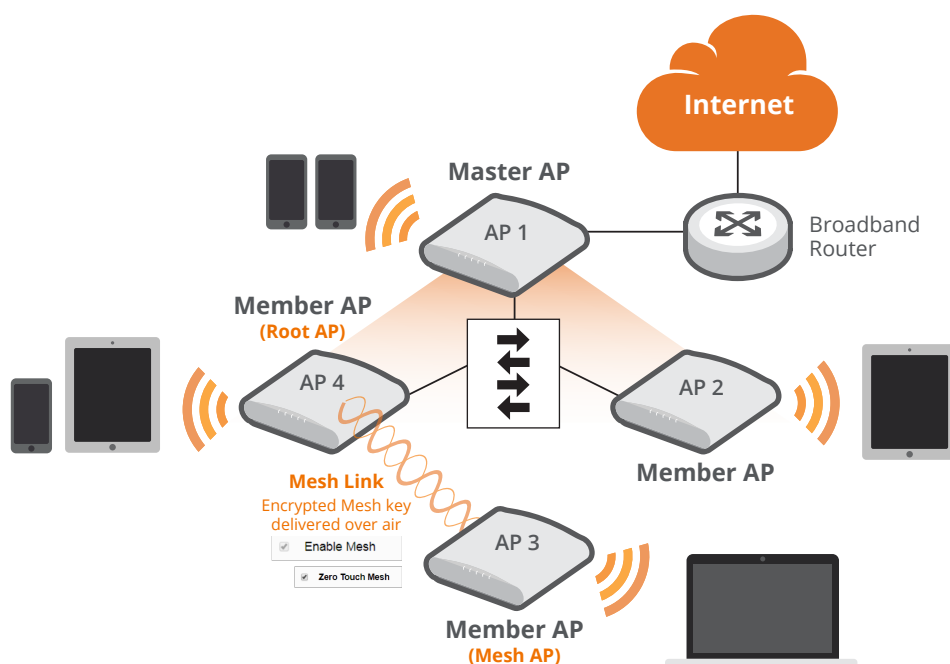 Internet
Master AP
AP 1
Broadband
Router
Member AP
(Root AP)
AP 4
AP 2
Member AP
Mesh Link
Encrypted Mesh key
delivered over air
Enable Mesh
Zero Touch Mesh
AP 3
Member AP
(Mesh AP)